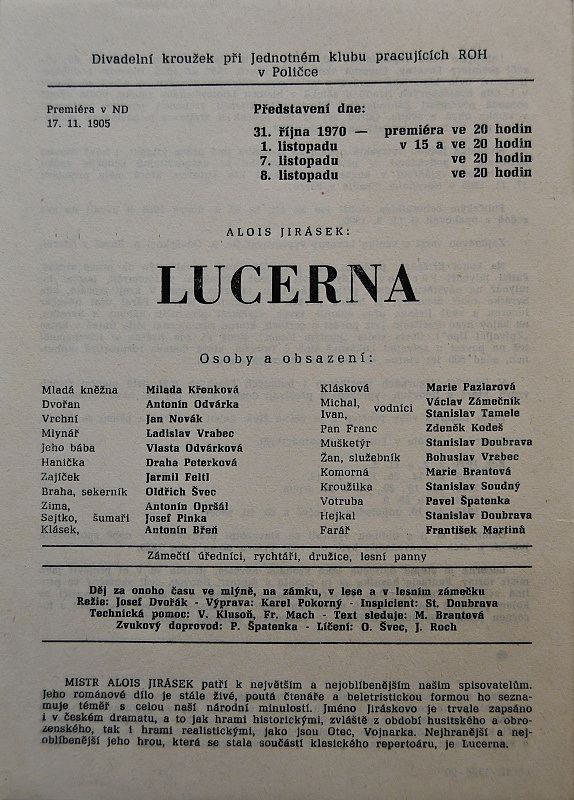 Divadelní kroužek při Jednotném klubu pracujících ROH
v Poličce
Premiéra v ND
17. 11. 1905
Představení dne:
31. října 1970 — premiéra ve 20 hodin
1. listopadu v 15 a ve 20 hodin
7. listopadu ve 20 hodin
8. listopadu ve 20 hodin
ALOIS JIRÁSEK:
LUCERNA
Osoby a obsazení:
Mladá kněžna Milada Křenková
Dvořan Antonín Odvárka
Vrchní Jan Novák
Mlynář Ladislav Vrabec
Jeho bába Vlasta Odvárková
Hanička Draha Peterková
Zajíček Jarmil Feltl
Braha, sekerník Oldřich Švec
Zima, Antonín Opršál
Sejtko, šumaři Josef Pinka
Klásek, Antonín Břeň
Klásková Marie Pazlarová
Michal, vodníci Václav Zámečník
Ivan, Stanislav Tamele
Pan Franc Zdeněk Kodeš
Mušketýr Stanislav Doubrava
Žan, služebník Bohuslav Vrabec
Komorná Marie Brantová
Kroužilka Stanislav Soudný
Votruba Pavel Špatenka
Hejkal Stanislav Doubrava
Farář František Martinů
Zámečtí úředníci, rychtáři, družice, lesní panny
Děj za onoho času ve mlýně, na zámku, v lese a v lesním zámečku
Režie: Josef Dvořák - Výprava: Karel Pokorný - Inspicient: St. Doubrava
Technická pomoc: V. Klusoň, Fr. Mach - Text sleduje: M. Brantová
Zvukový doprovod: P. Špatenka - Líčení: O. Švec, J. Roch
MISTR ALOIS JIRÁSEK patří k největším a nejoblíbenějším našim spisovatelům.
Jeho románové dílo je stále živé, poutá čtenáře a beletristickou formou ho sezna-
muje téměř s celou naší národní minulostí. Jméno Jiráskovo je trvale zapsáno
i v českém dramatu, a to jak hrami historickými, zvláště z období husitského a obro-
zenského, tak i hrami realistickými, jako jsou Otec, Vojnarka. Nejhranější a nej-
oblíbenější jeho hrou, která se stala součástí klasického repertoáru, je Lucerna.